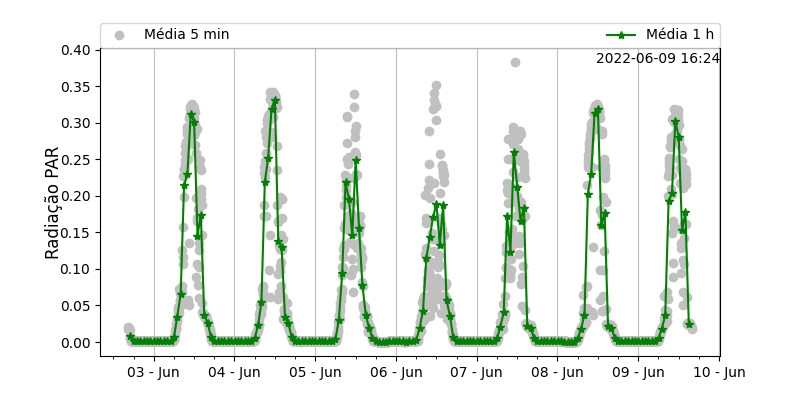 Média 5 min
Média 1 h
2022-06-09 16:24
Radiação PAR
0.40
0.35
0.30
0.25
0.20
0.15
0.10
0.05
0.00
03 - Jun
04 - Jun
05 - Jun
06 - Jun
07 - Jun
08 - Jun
09 - Jun
10 - Jun